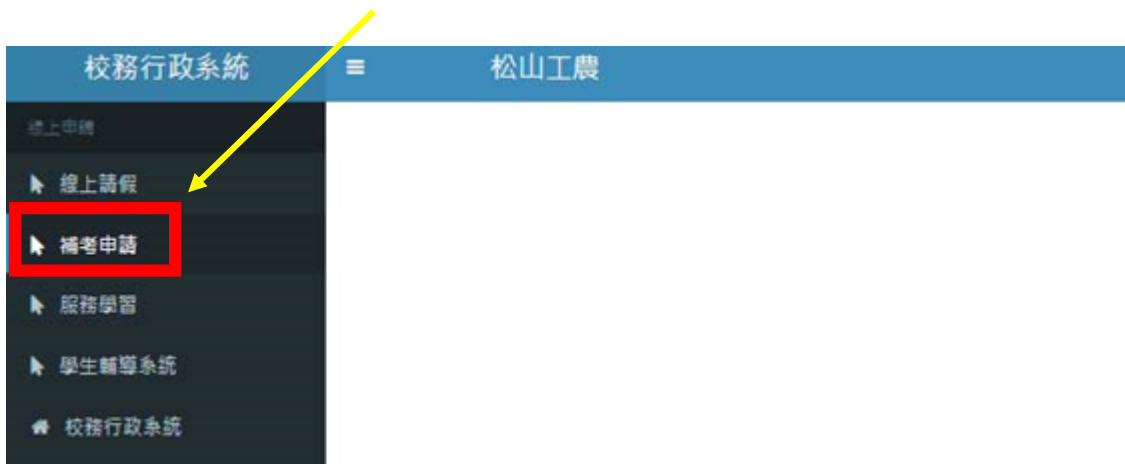 校務行政系統
松山工農
線上申請
線上請假
補考申請
服務學習
學生輔導系統
校務行政系統